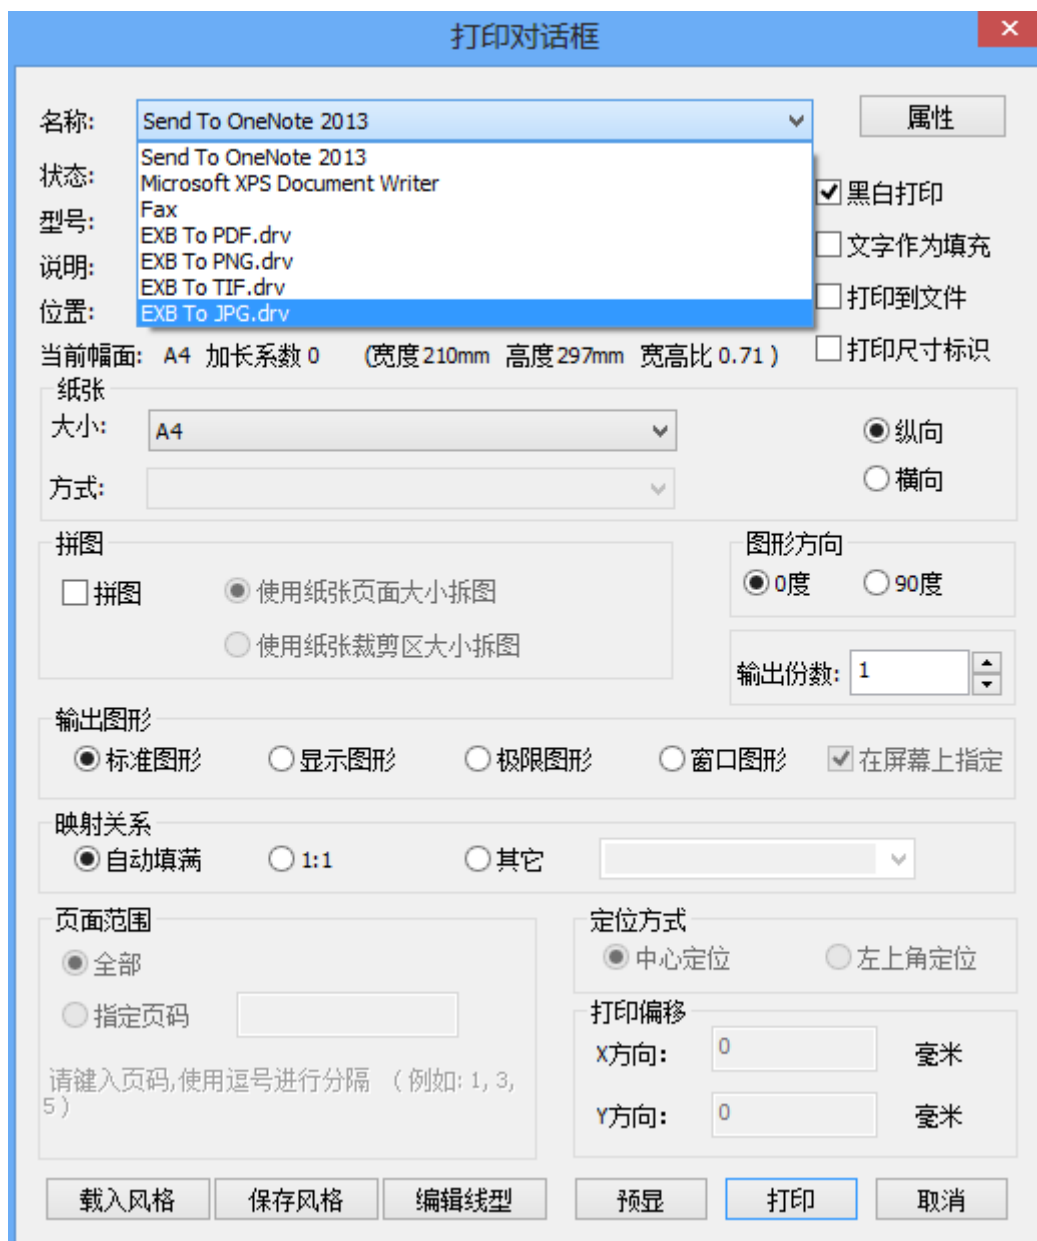 打印对话框
名称: Send To OneNote 2013 属性
Send To OneNote 2013
状态: Microsoft XPS Document Writer 黑白打印
Fax
型号: EXB To PDF.drv 文字作为填充
说明: EXB To PNG.drv
EXB To TIF.drv 打印到文件
位置: EXB To JPG.drv
当前幅面: A4 加长系数 0 (宽度 210mm 高度 297mm 宽高比 0.71 ) 打印尺寸标识
纸张
大小: A4 纵向
方式: 横向
拼图 图形方向
拼图 使用纸张页面大小拆图 0度 90度
使用纸张裁剪区大小拆图
输出份数: 1
输出图形
标准图形 显示图形 极限图形 窗口图形 在屏幕上指定
映射关系
自动填满 1:1 其它
页面范围 定位方式
全部 中心定位 左上角定位
指定页码 打印偏移
X方向: 0 毫米
请键入页码,使用逗号进行分隔 (例如: 1, 3,
5 )
Y方向: 0 毫米
载入风格 保存风格 编辑线型 预显 打印 取消